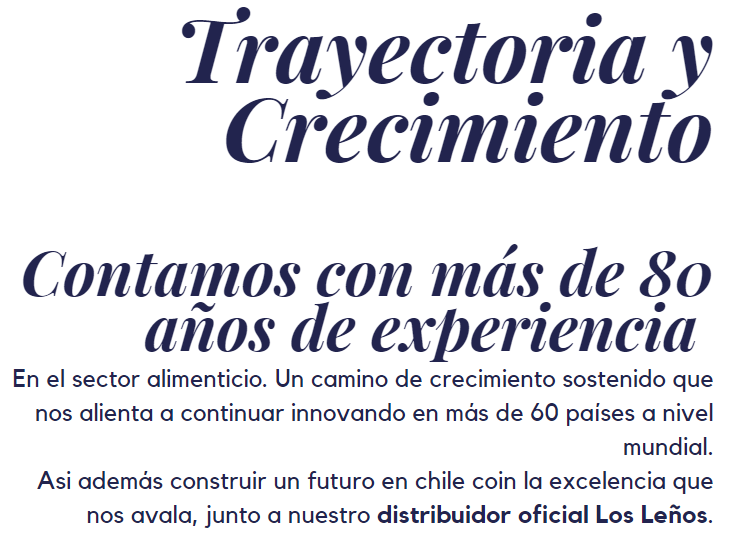 Trayectoria y
Crecimiento
Contamos con más de 80
años de experiencia
En el sector alimenticio. Un camino de crecimiento sostenido que
nos alienta a continuar innovando en más de 60 países a nivel
mundial.
Asi además construir un futuro en chile coin la excelencia que
nos avala, junto a nuestro distribuidor oficial Los Leños.